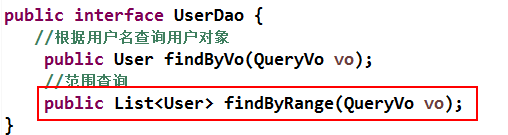 public interface UserDao {
//根据用户名查询用户对象
public User findByVo(QueryVo vo);
//范围查询
public List<User> findByRange(QueryVo vo);
}